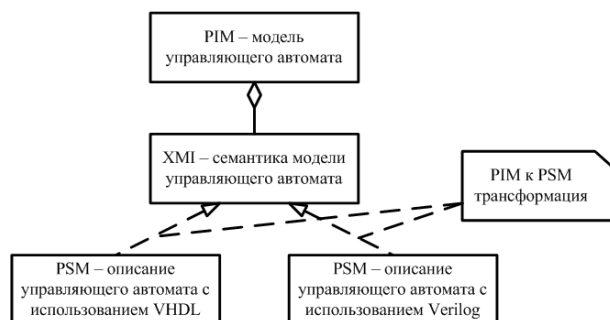 PIM – модель
управляющего автомата
XMI – семантика модели
управляющего автомата
PIM к PSM
трансформация
PSM – описание
управляющего автомата с
использованием VHDL
PSM – описание
управляющего автомата с
использованием Verilog